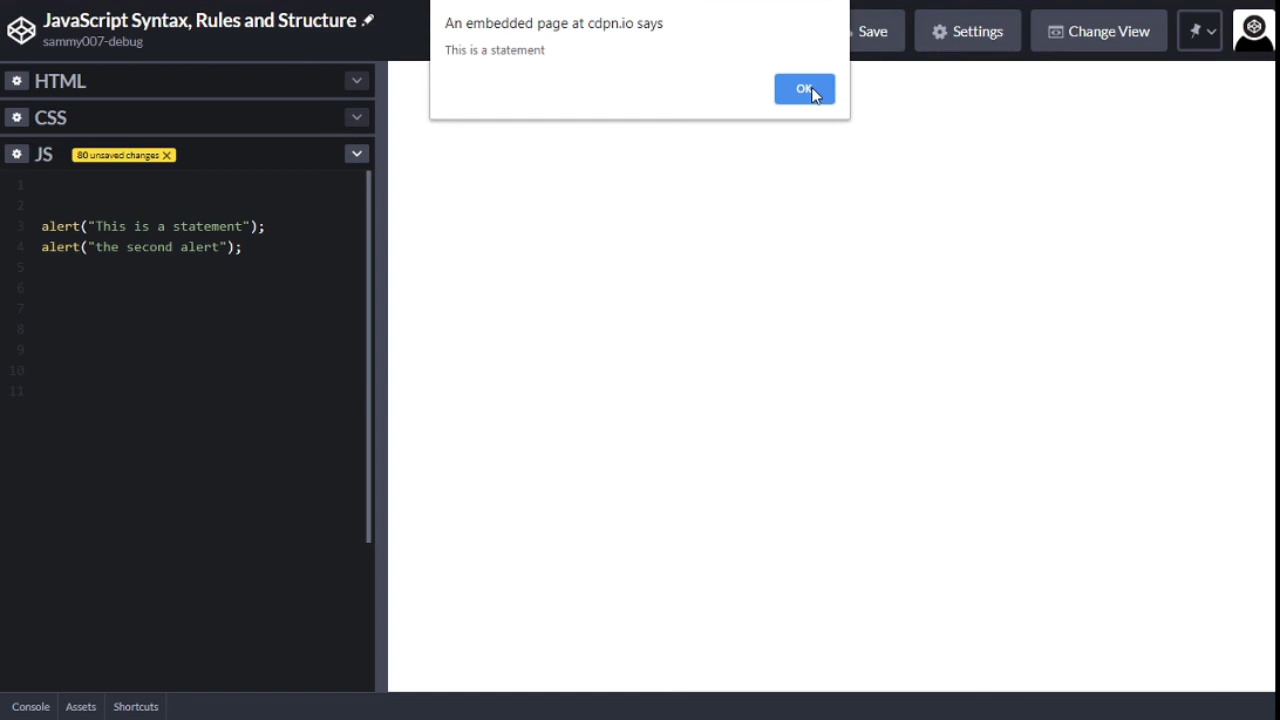 JavaScript Syntax, Rules and Structure
sammy007-debug
An embedded page at cdpn.io says
This is a statement
OK
Save
Settings
Change View
HTML
CSS
JS
80 unsaved changes X
1
2
3 alert("This is a statement");
4 alert("the second alert");
5
6
7
8
9
10
11
Console Assets Shortcuts